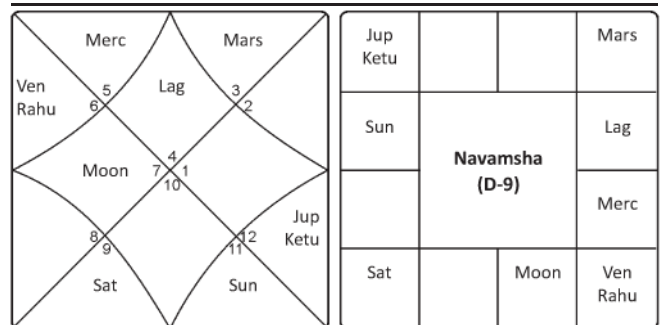 Merc
Mars
Ven
Rahu
Lag
5
6
3
2
Moon
4
7
1
10
Jup
Ketu
8
9
12
11
Sat
Sun
Jup
Ketu
Mars
Sun
Lag
Navamsha
(D-9)
Merc
Sat
Moon
Ven
Rahu